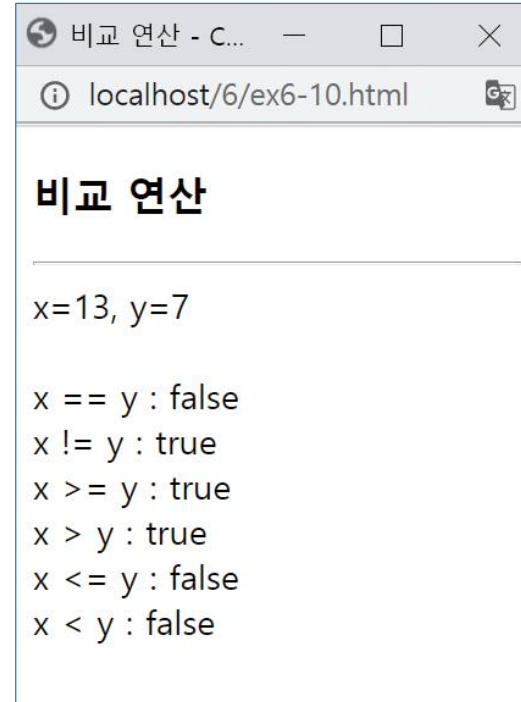 비교 연산 - C...
localhost/6/ex6-10.html
비교 연산
x=13, y=7
x == y : false
x != y : true
x >= y : true
x > y : true
x <= y : false
x < y : false